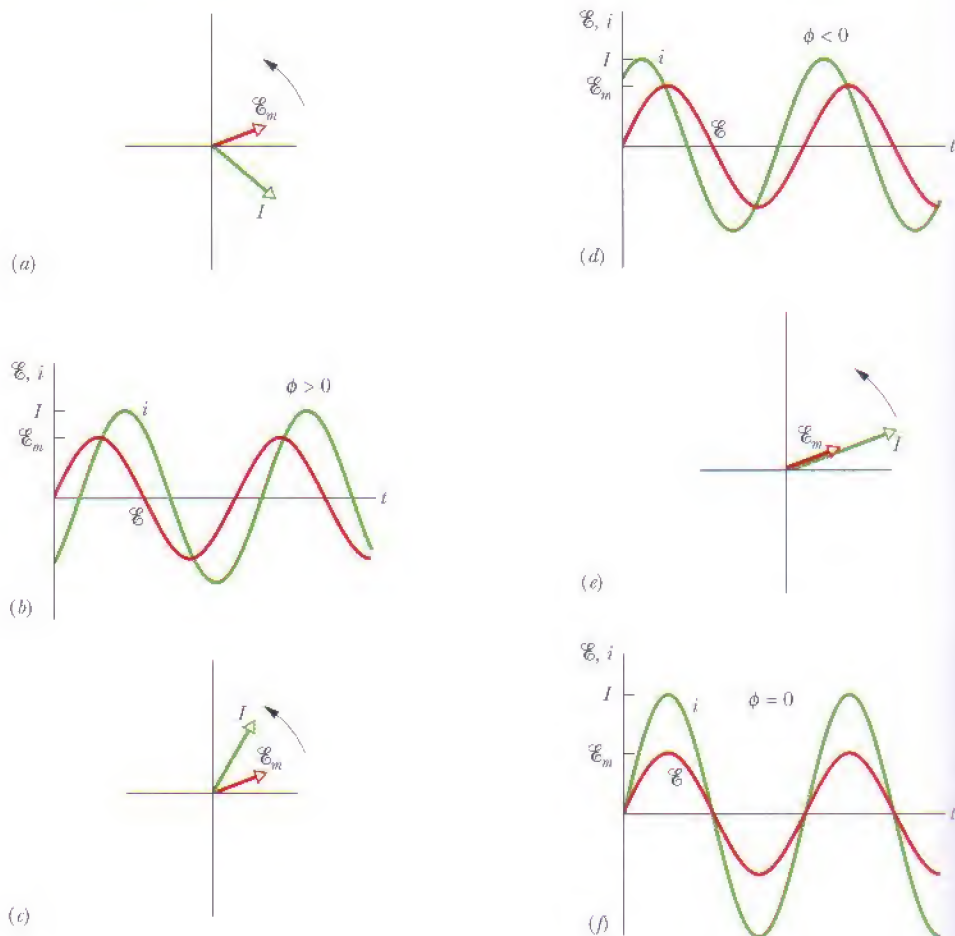 ℰm
I
(a)
ℰ, i
ϕ > 0
I
i
ℰm
t
ℰ
(b)
I
ℰm
(c)
ℰ, i
ϕ < 0
I
i
ℰm
ℰ
t
(d)
ℰm
I
(e)
ℰ, i
I
i
ϕ = 0
ℰm
ℰ
t
(f)